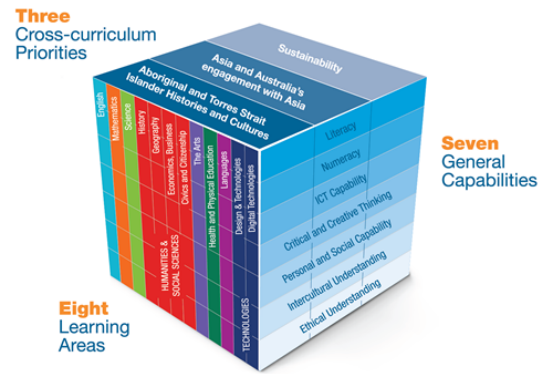 Three
Cross-curriculum
Priorities
Sustainability
Asia and Australia's
engagement with Asia
Aboriginal and Torres Strait
Islander Histories and Cultures
English
Mathematics
Science
History
Geography
Economics, Business
Civics and Citizenship
HUMANITIES &
SOCIAL SCIENCES
The Arts
Health and Physical Education
Languages
Design & Technologies
Digital Technologies
TECHNOLOGIES
Literacy
Numeracy
ICT Capability
Critical and Creative Thinking
Personal and Social Capability
Intercultural Understanding
Ethical Understanding
Seven
General
Capabilities
Eight
Learning
Areas